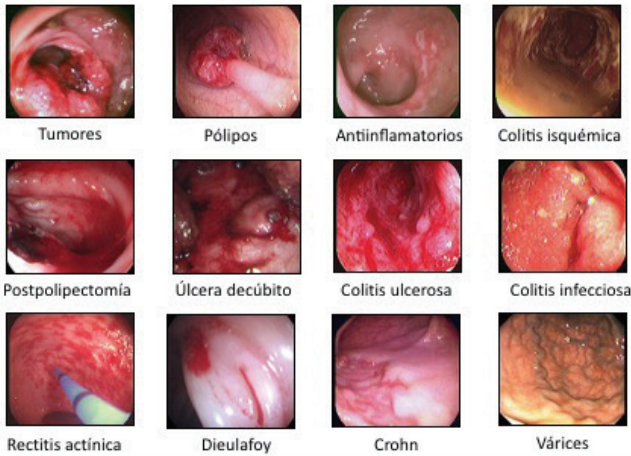 Tumores
Pólipos
Antiinflamatorios
Colitis isquémica
Postpolipectomía
Úlcera decúbito
Colitis ulcerosa
Colitis infecciosa
Rectitis actínica
Dieulafoy
Crohn
Várices